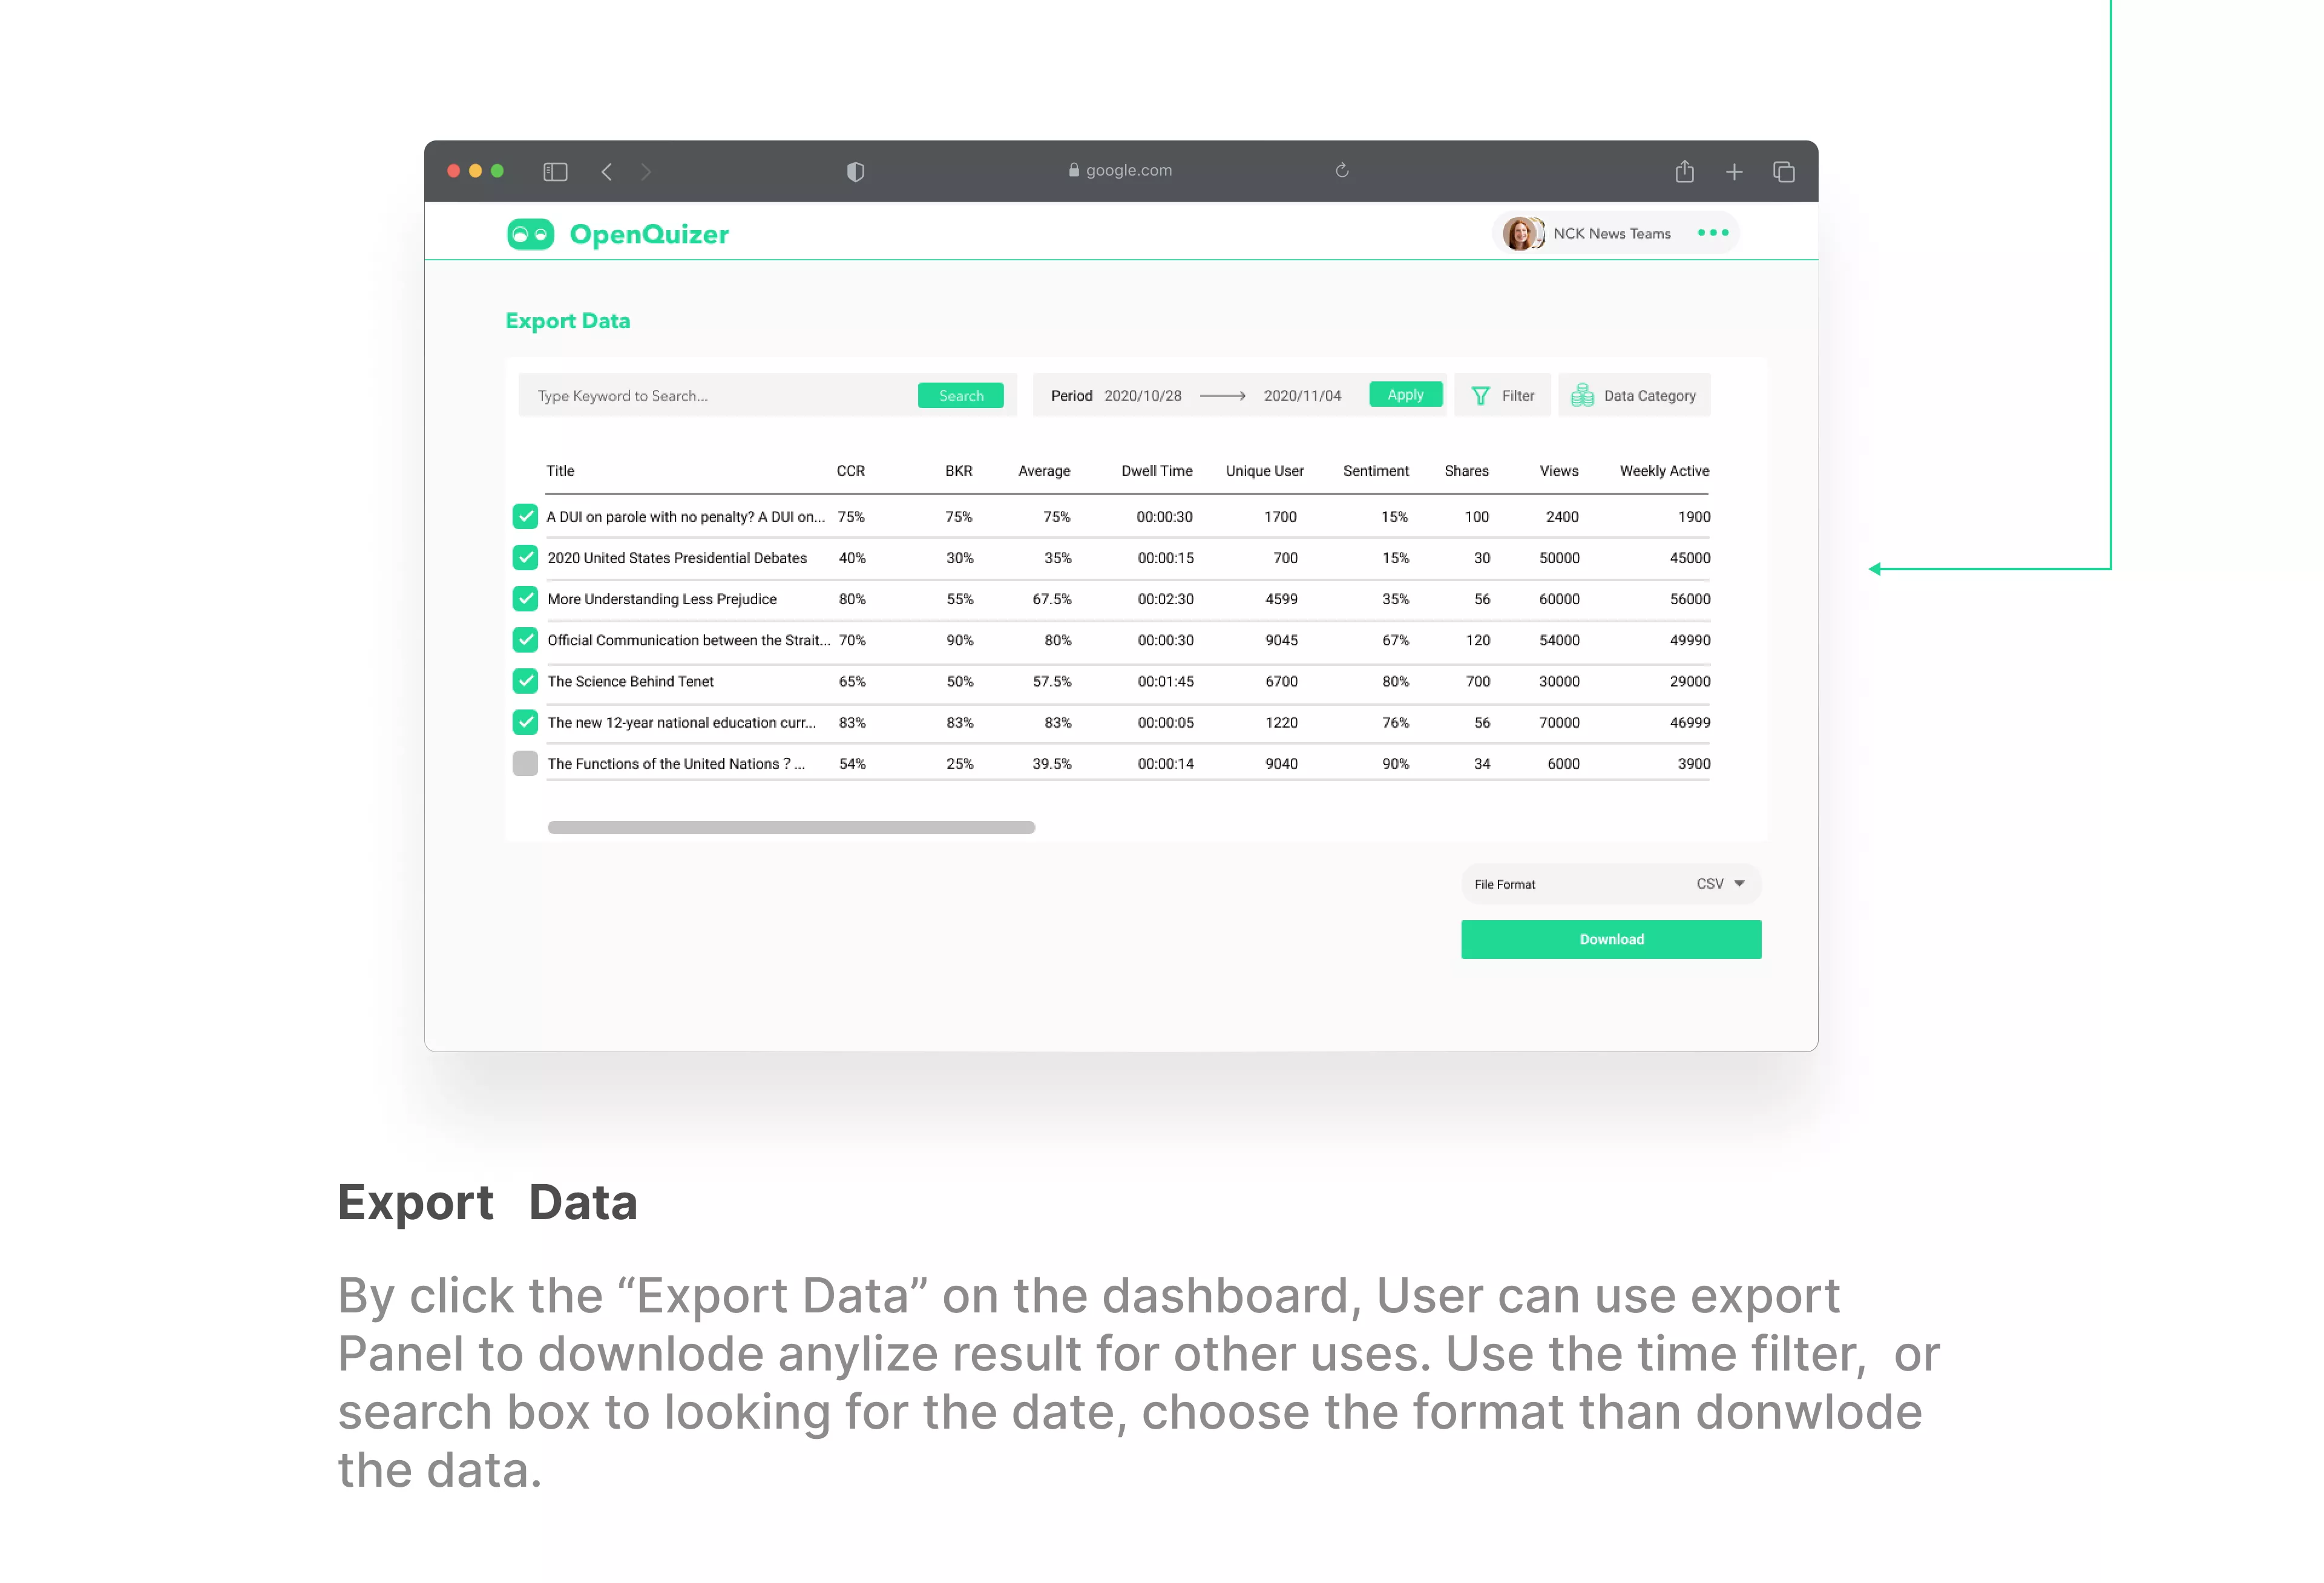 google.com
OpenQuizer
NCK News Teams
Export Data
Type Keyword to Search... Search Period 2020/10/28 2020/11/04 Apply Filter Data Category
Title CCR BKR Average Dwell Time Unique User Sentiment Shares Views Weekly Active
A DUI on parole with no penalty? A DUI on... 75% 75% 75% 00:00:30 1700 15% 100 2400 1900
2020 United States Presidential Debates 40% 30% 35% 00:00:15 700 15% 30 50000 45000
More Understanding Less Prejudice 80% 55% 67.5% 00:02:30 4599 35% 56 60000 56000
Official Communication between the Strait... 70% 90% 80% 00:00:30 9045 67% 120 54000 49990
The Science Behind Tenet 65% 50% 57.5% 00:01:45 6700 80% 700 30000 29000
The new 12-year national education curr... 83% 83% 83% 00:00:05 1220 76% 56 70000 46999
The Functions of the United Nations？... 54% 25% 39.5% 00:00:14 9040 90% 34 6000 3900
File Format CSV
Download
Export Data
By click the “Export Data” on the dashboard, User can use export
Panel to downlode anylize result for other uses. Use the time filter, or
search box to looking for the date, choose the format than donwlode
the data.